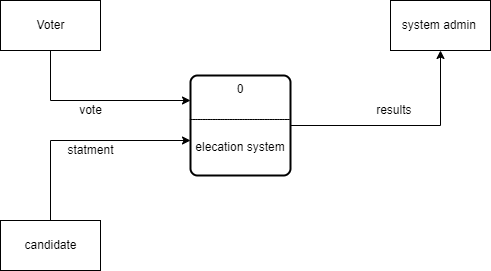 Voter
system admin
0
vote
results
elecation system
statment
candidate